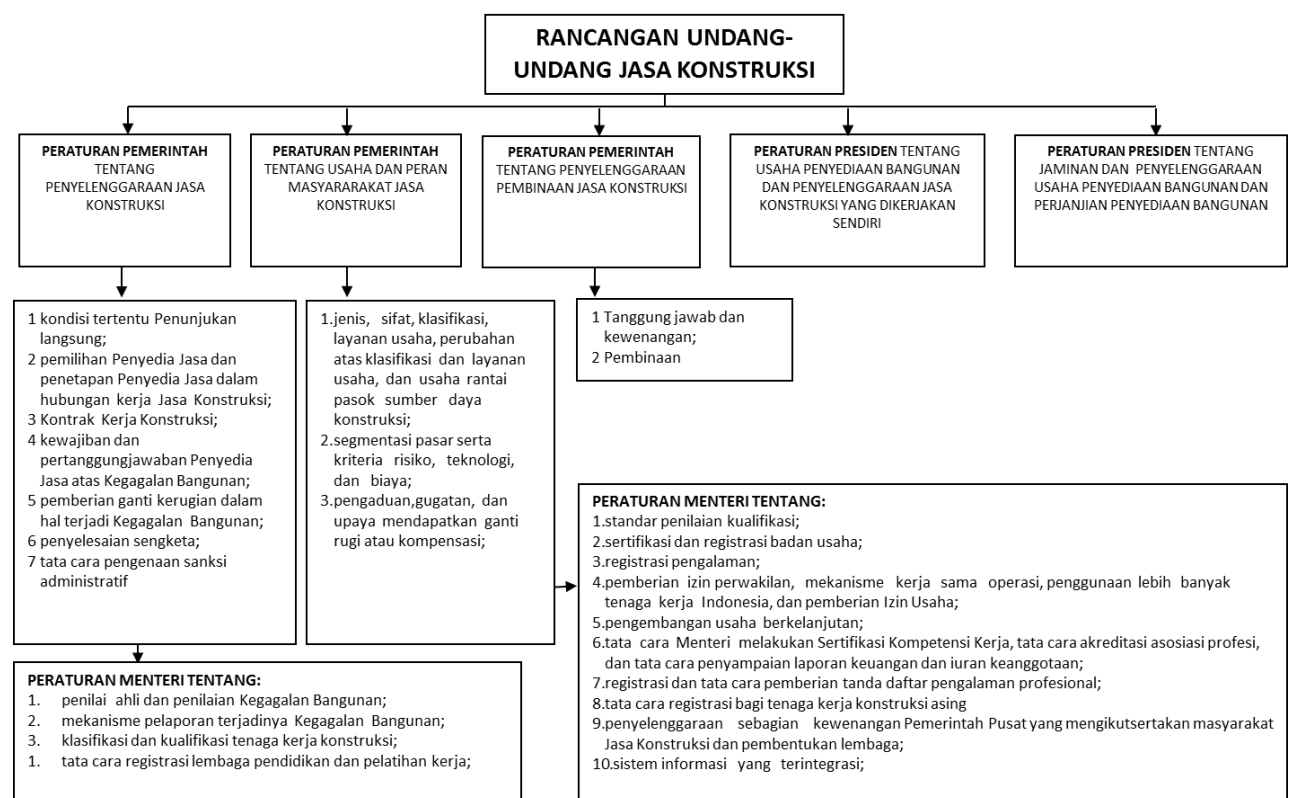 RANCANGAN UNDANG-
UNDANG JASA KONSTRUKSI
PERATURAN PEMERINTAH
TENTANG
PENYELENGGARAAN JASA
KONSTRUKSI
PERATURAN PEMERINTAH
TENTANG USAHA DAN PERAN
MASYARARAKAT JASA
KONSTRUKSI
PERATURAN PEMERINTAH
TENTANG PENYELENGGARAAN
PEMBINAAN JASA KONSTRUKSI
PERATURAN PRESIDEN TENTANG
USAHA PENYEDIAAN BANGUNAN
DAN PENYELENGGARAAN JASA
KONSTRUKSI YANG DIKERJAKAN
SENDIRI
PERATURAN PRESIDEN TENTANG
JAMINAN DAN PENYELENGGARAAN
USAHA PENYEDIAAN BANGUNAN DAN
PERJANJIAN PENYEDIAAN BANGUNAN
1 kondisi tertentu Penunjukan
langsung;
2 pemilihan Penyedia Jasa dan
penetapan Penyedia Jasa dalam
hubungan kerja Jasa Konstruksi;
3 Kontrak Kerja Konstruksi;
4 kewajiban dan
pertanggungjawaban Penyedia
Jasa atas Kegagalan Bangunan;
5 pemberian ganti kerugian dalam
hal terjadi Kegagalan Bangunan;
6 penyelesaian sengketa;
7 tata cara pengenaan sanksi
administratif
1.jenis, sifat, klasifikasi,
layanan usaha, perubahan
atas klasifikasi dan layanan
usaha, dan usaha rantai
pasok sumber daya
konstruksi;
2.segmentasi pasar serta
kriteria risiko, teknologi,
dan biaya;
3.pengaduan,gugatan, dan
upaya mendapatkan ganti
rugi atau kompensasi;
1 Tanggung jawab dan
kewenangan;
2 Pembinaan
PERATURAN MENTERI TENTANG:
1. penilai ahli dan penilaian Kegagalan Bangunan;
2. mekanisme pelaporan terjadinya Kegagalan Bangunan;
3. klasifikasi dan kualifikasi tenaga kerja konstruksi;
1. tata cara registrasi lembaga pendidikan dan pelatihan kerja;
PERATURAN MENTERI TENTANG:
1.standar penilaian kualifikasi;
2.sertifikasi dan registrasi badan usaha;
3.registrasi pengalaman;
4.pemberian izin perwakilan, mekanisme kerja sama operasi, penggunaan lebih banyak
tenaga kerja Indonesia, dan pemberian Izin Usaha;
5.pengembangan usaha berkelanjutan;
6.tata cara Menteri melakukan Sertifikasi Kompetensi Kerja, tata cara akreditasi asosiasi profesi,
dan tata cara penyampaian laporan keuangan dan iuran keanggotaan;
7.registrasi dan tata cara pemberian tanda daftar pengalaman profesional;
8.tata cara registrasi bagi tenaga kerja konstruksi asing
9.penyelenggaraan sebagian kewenangan Pemerintah Pusat yang mengikutsertakan masyarakat
Jasa Konstruksi dan pembentukan lembaga;
10.sistem informasi yang terintegrasi;